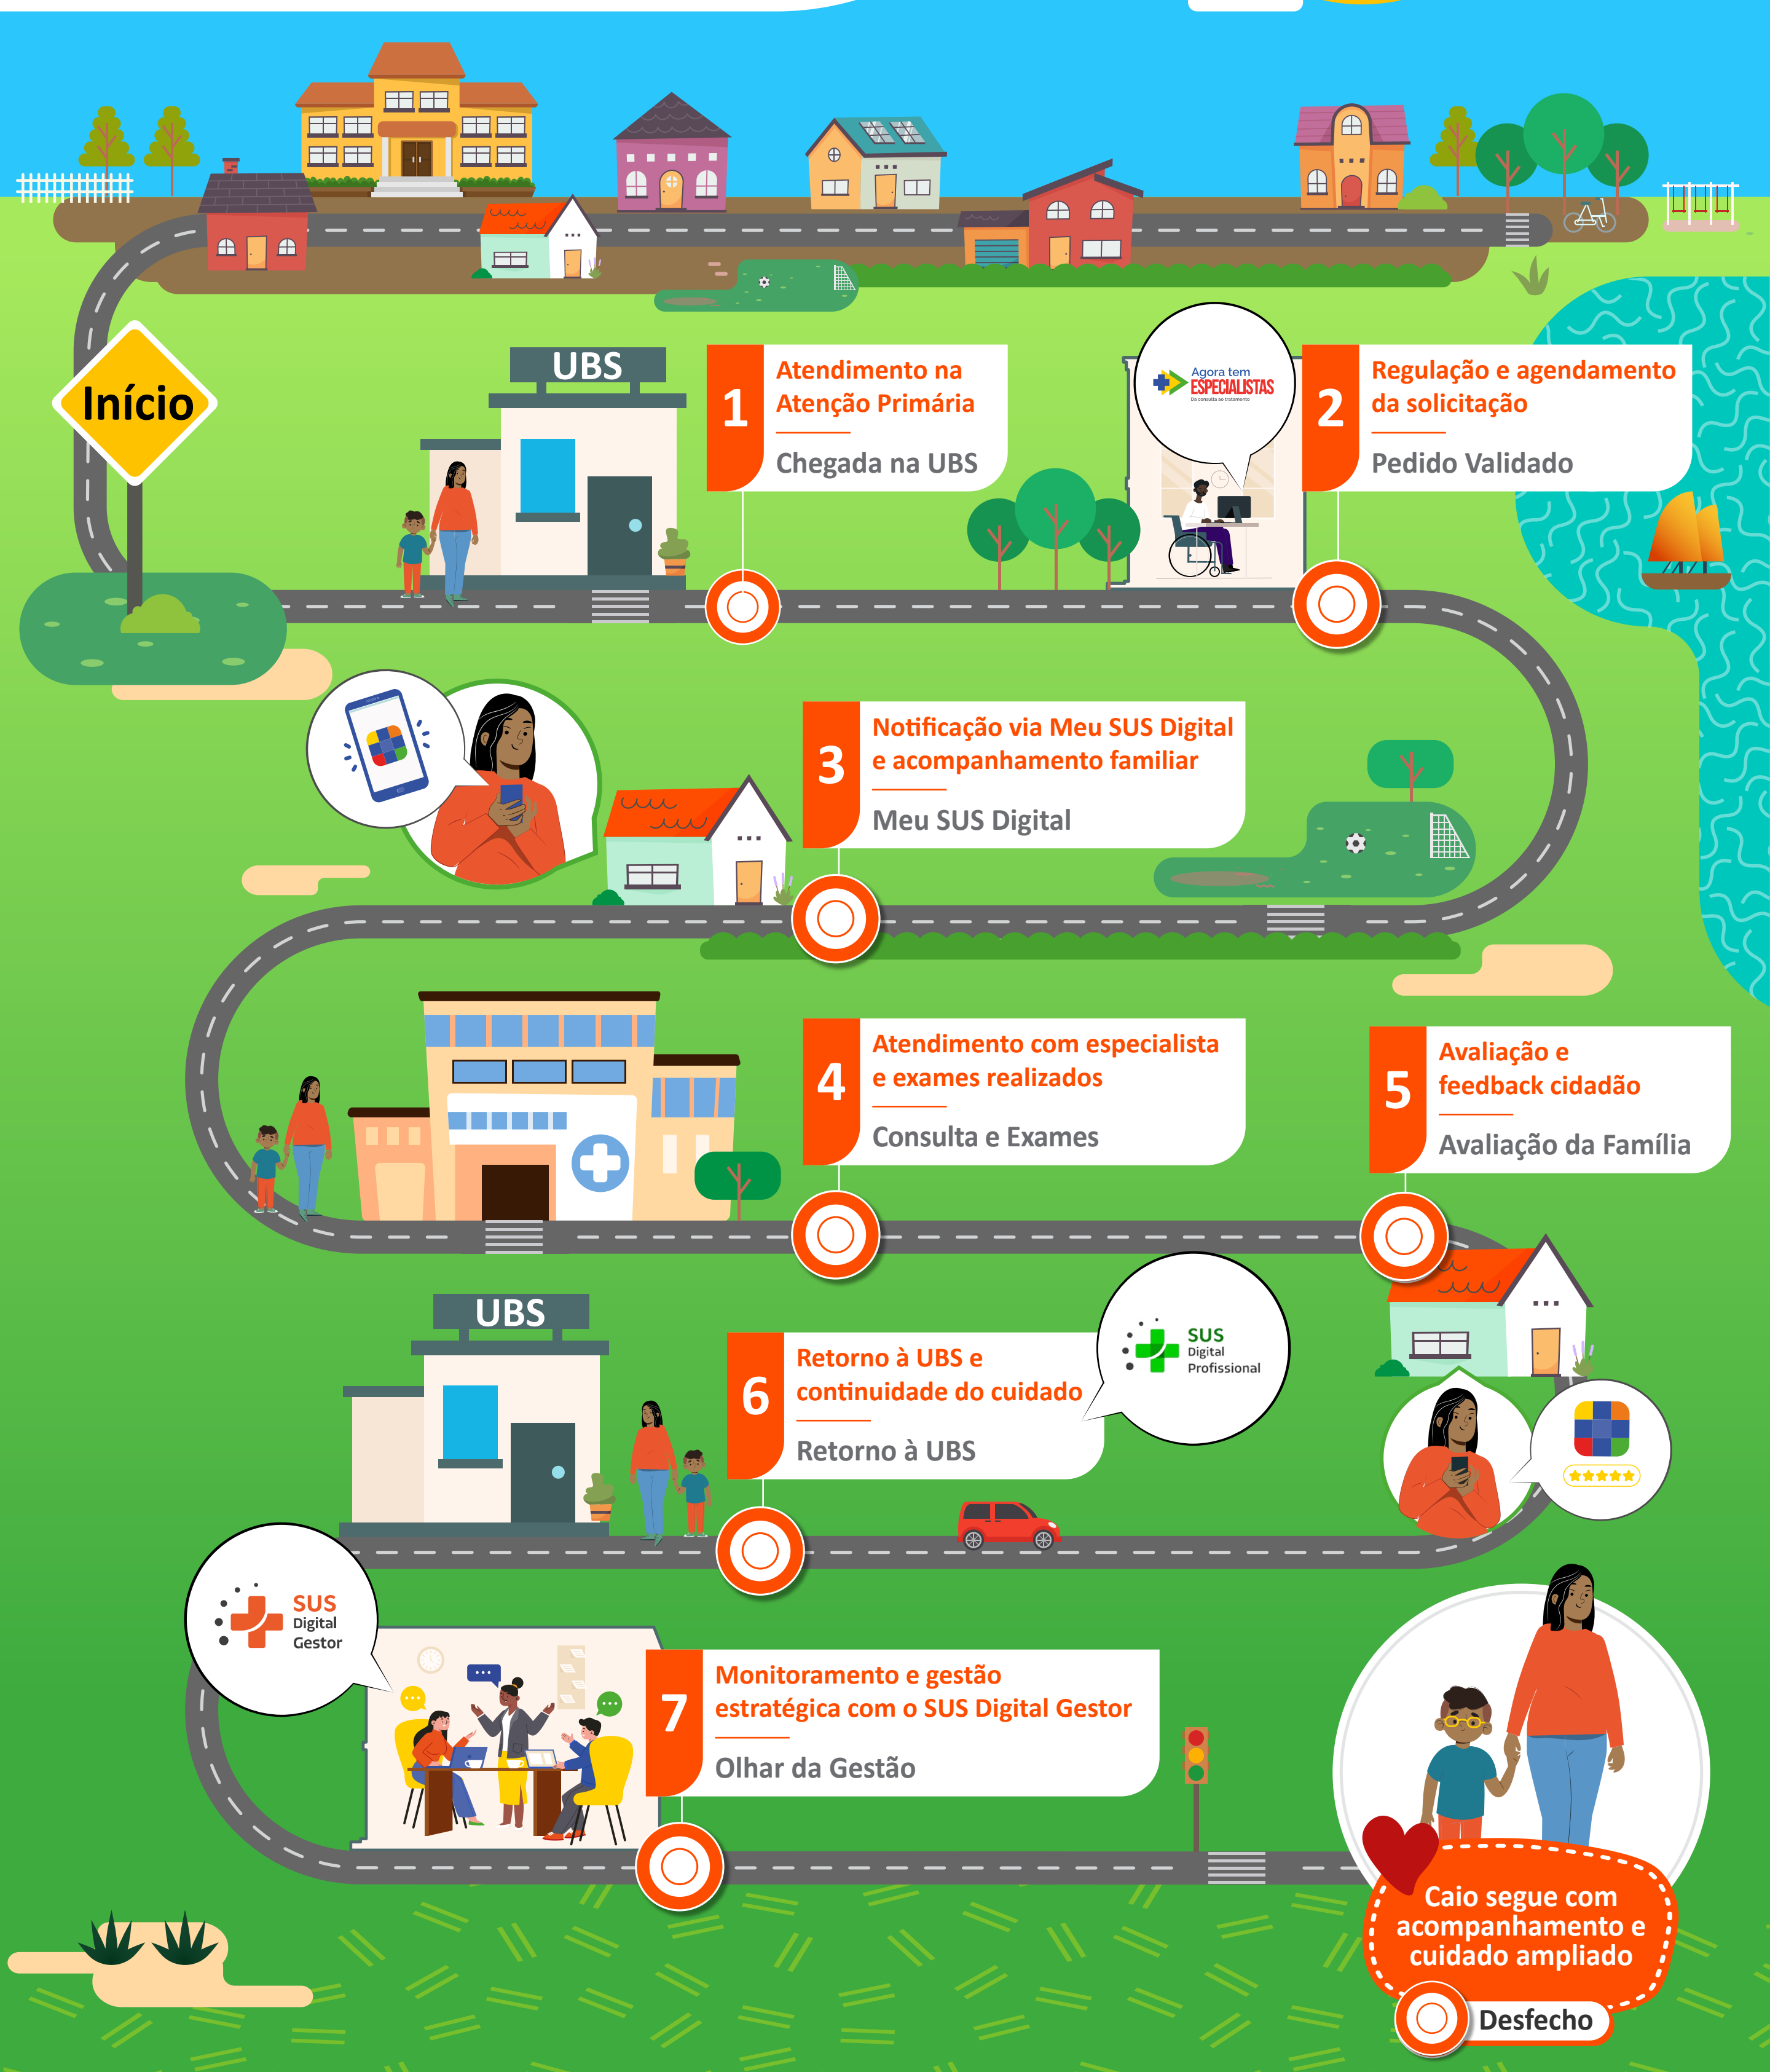 Início
UBS
1
Atendimento na
Atenção Primária
Chegada na UBS
Agora tem
ESPECIALISTAS
Da consulta ao tratamento
2
Regulação e agendamento
da solicitação
Pedido Validado
3
Notificação via Meu SUS Digital
e acompanhamento familiar
Meu SUS Digital
4
Atendimento com especialista
e exames realizados
Consulta e Exames
5
Avaliação e
feedback cidadão
Avaliação da Família
UBS
6
Retorno à UBS e
continuidade do cuidado
Retorno à UBS
SUS
Digital
Profissional
SUS
Digital
Gestor
7
Monitoramento e gestão
estratégica com o SUS Digital Gestor
Olhar da Gestão
Caio segue com
acompanhamento e
cuidado ampliado
Desfecho